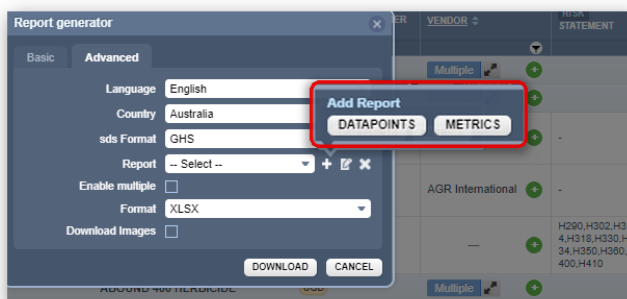 Report generator
ER
VENDOR
RISK
STATEMENT
Basic
Advanced
Multiple
Language
English
Add Report
DATAPOINTS
METRICS
Country
Australia
sds Format
GHS
-
Report
-- Select --
Enable multiple
AGR International
-
Format
XLSX
Download Images
—
H290,H302,H3
4,H318,H330,H
34,H350,H360,
400,H410
DOWNLOAD
CANCEL
ABOUND 400 HERBICIDE
Multiple